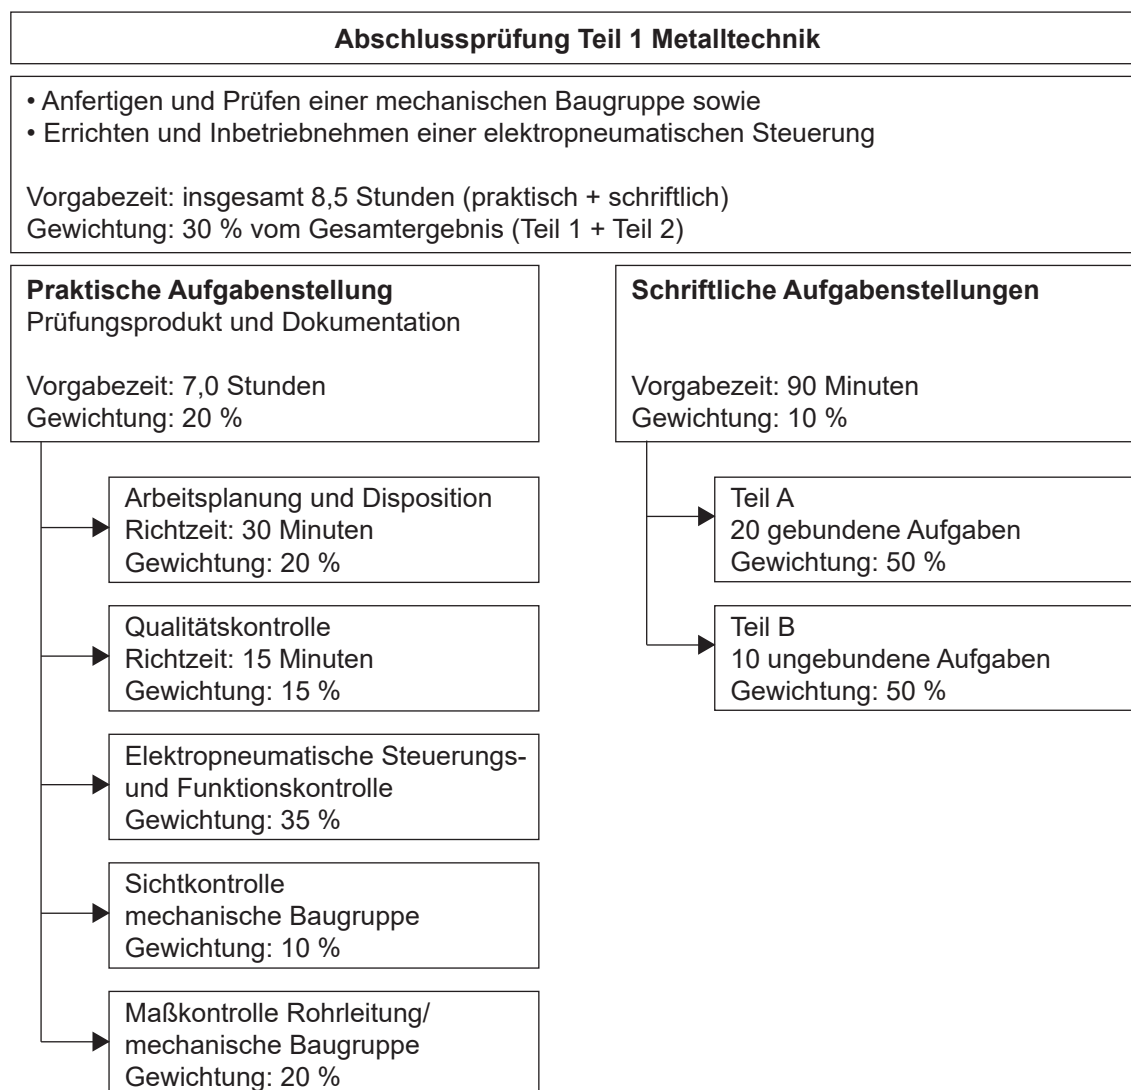 Abschlussprüfung Teil 1 Metalltechnik
• Anfertigen und Prüfen einer mechanischen Baugruppe sowie
• Errichten und Inbetriebnehmen einer elektropneumatischen Steuerung
Vorgabezeit: insgesamt 8,5 Stunden (praktisch + schriftlich)
Gewichtung: 30 % vom Gesamtergebnis (Teil 1 + Teil 2)
Praktische Aufgabenstellung
Prüfungsprodukt und Dokumentation
Vorgabezeit: 7,0 Stunden
Gewichtung: 20 %
Arbeitsplanung und Disposition
Richtzeit: 30 Minuten
Gewichtung: 20 %
Qualitätskontrolle
Richtzeit: 15 Minuten
Gewichtung: 15 %
Elektropneumatische Steuerungs-
und Funktionskontrolle
Gewichtung: 35 %
Sichtkontrolle
mechanische Baugruppe
Gewichtung: 10 %
Maßkontrolle Rohrleitung/
mechanische Baugruppe
Gewichtung: 20 %
Schriftliche Aufgabenstellungen
Vorgabezeit: 90 Minuten
Gewichtung: 10 %
Teil A
20 gebundene Aufgaben
Gewichtung: 50 %
Teil B
10 ungebundene Aufgaben
Gewichtung: 50 %